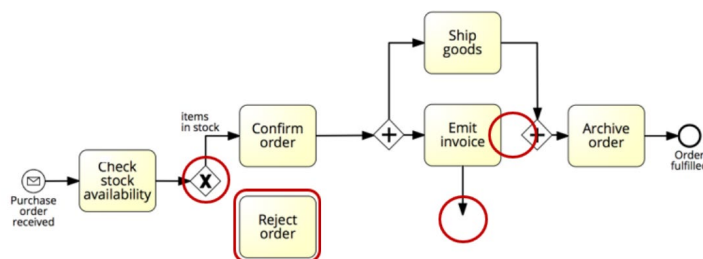 Ship
goods
items
in stock
Confirm
order
Emit
invoice
Archive
order
Check
stock
availability
Order
fulfilled
Purchase
order
received
Reject
order